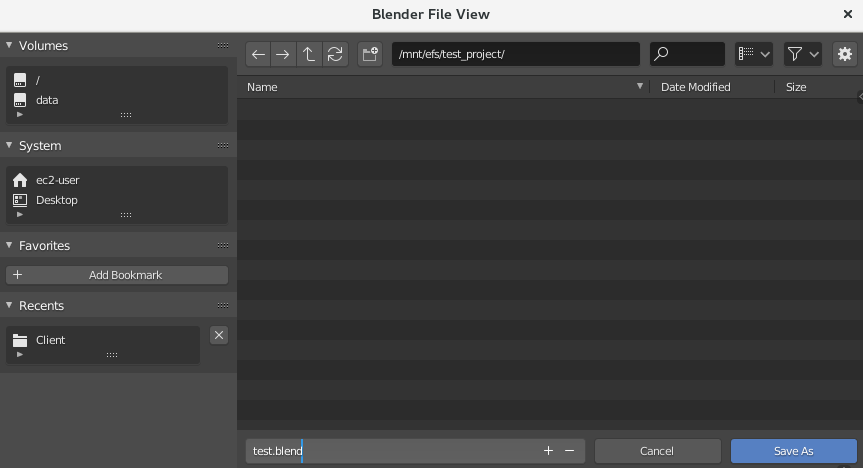 Blender File View
Volumes
/
data
System
ec2-user
Desktop
Favorites
Add Bookmark
Recents
Client
/mnt/efs/test_project/
Name Date Modified Size
test.blend
Cancel Save As